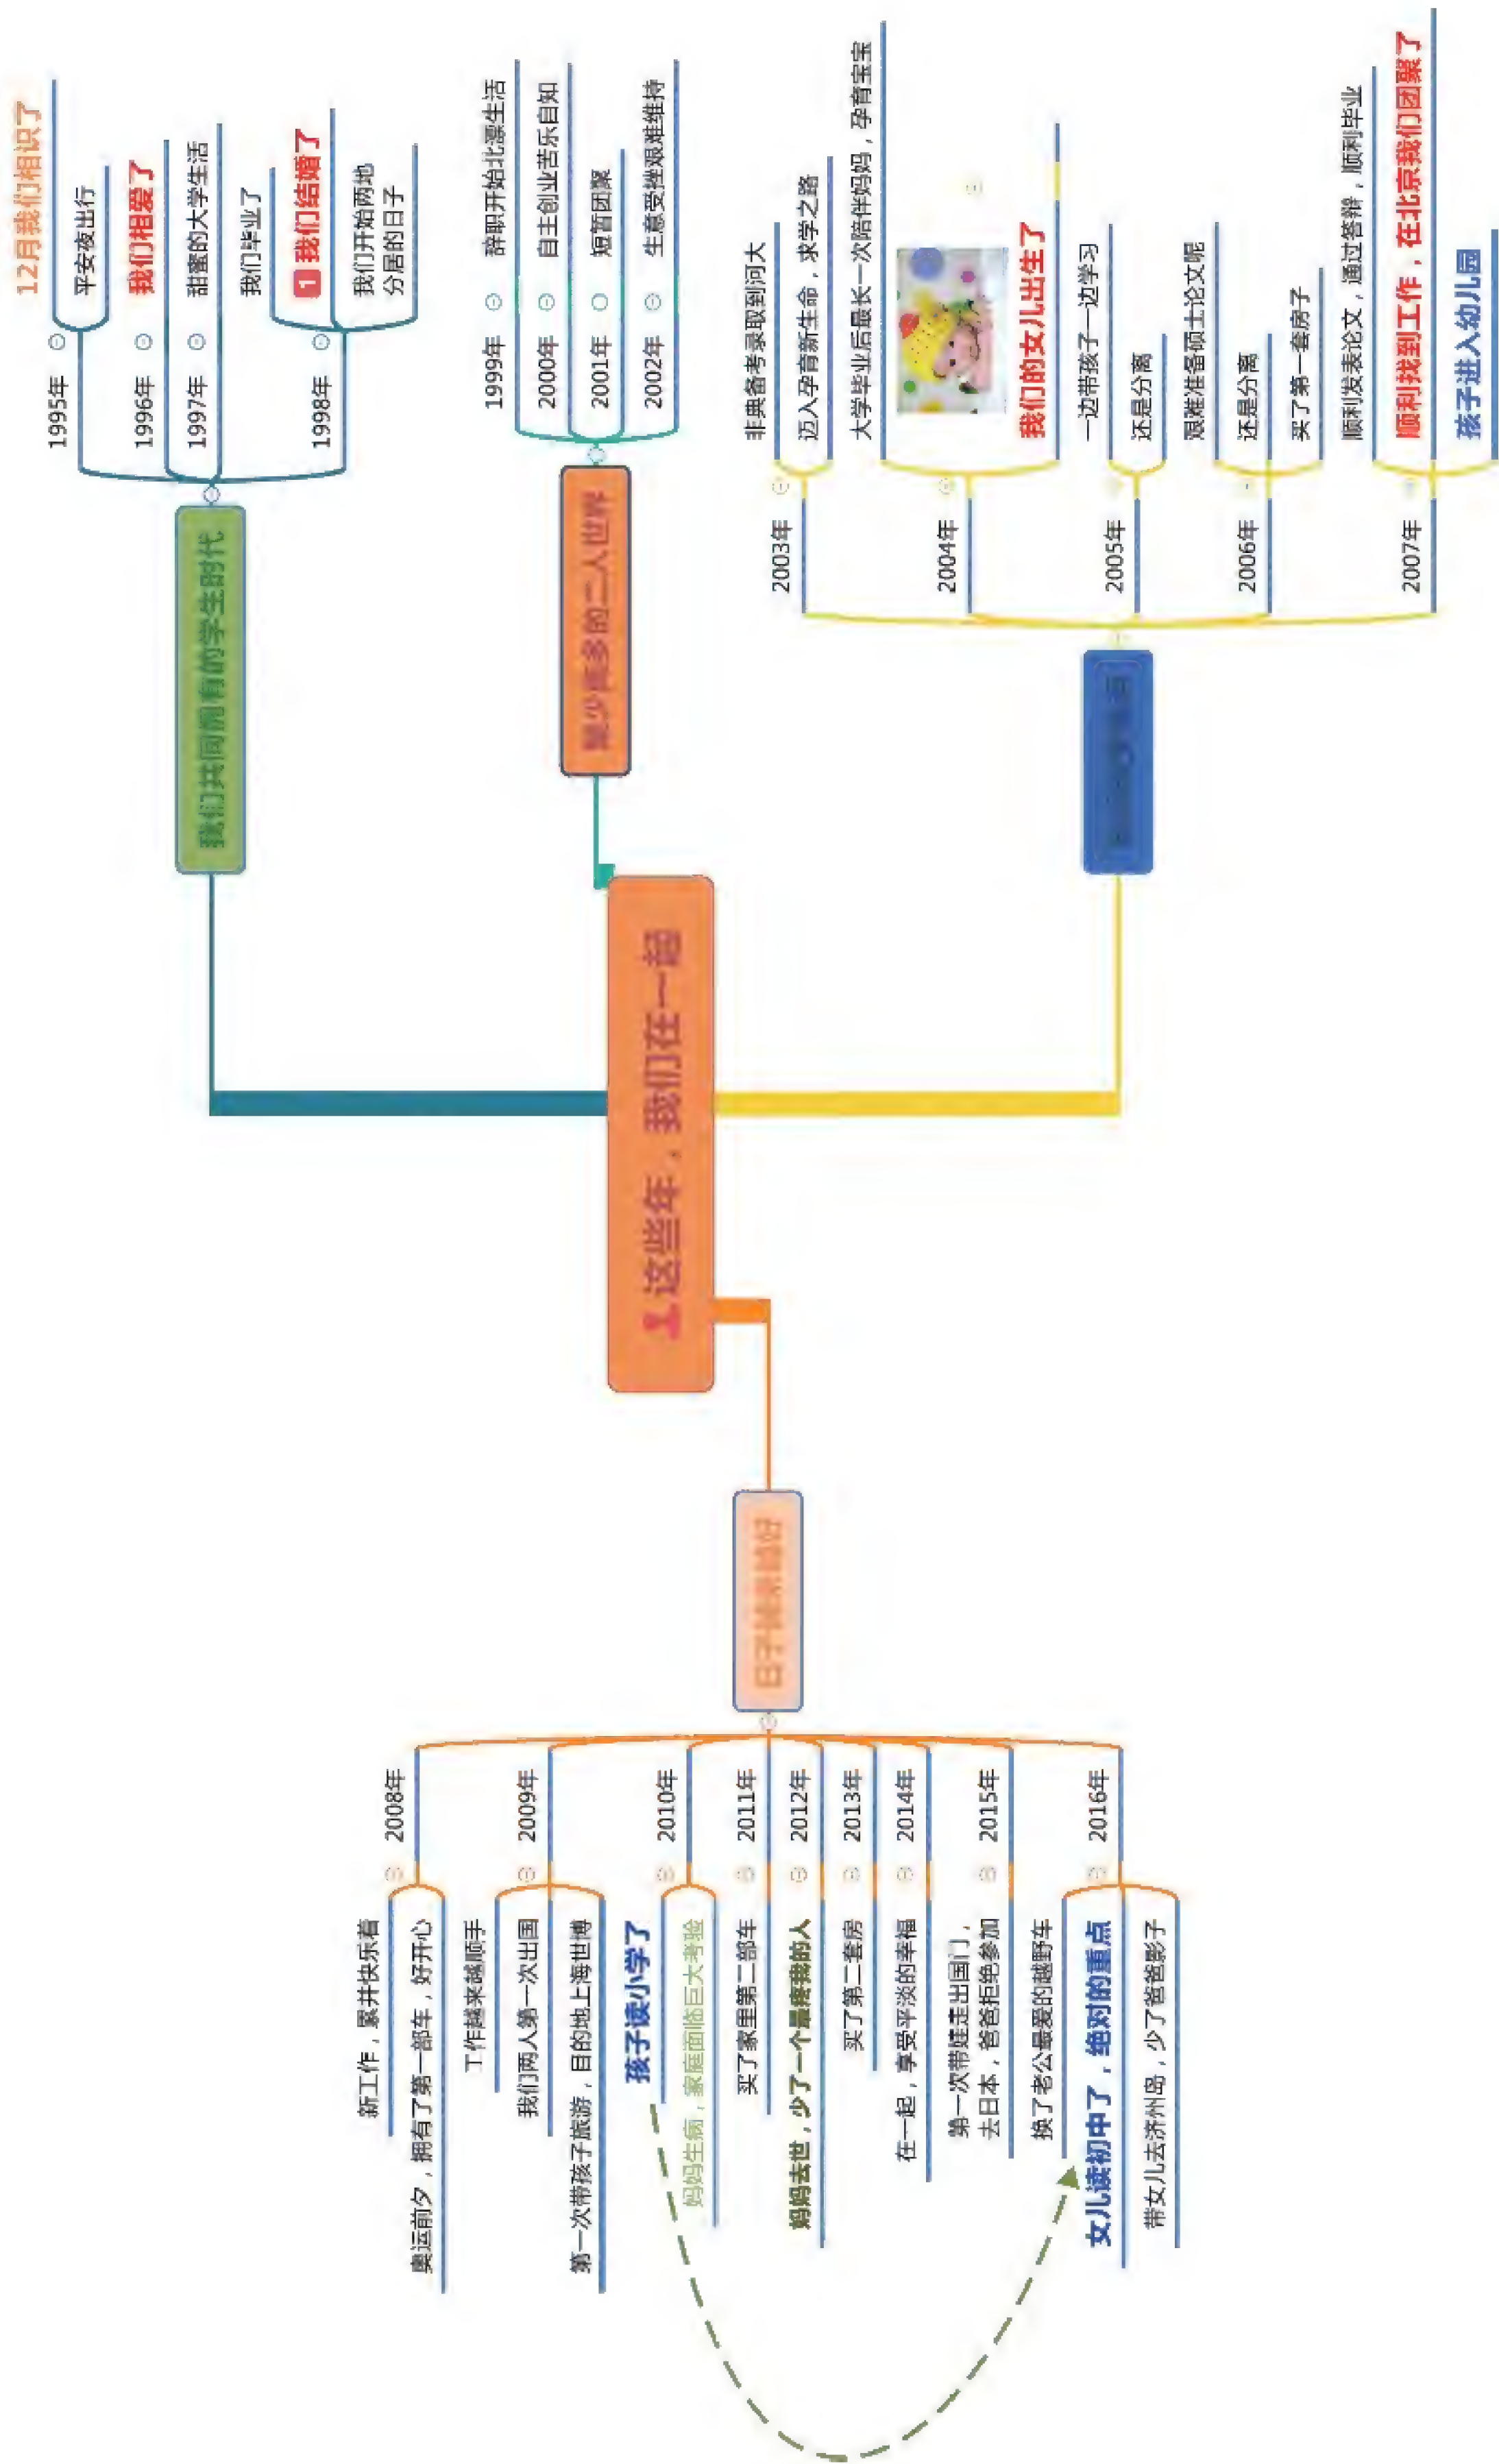 这些年，我们在一起
我们共同拥有的学生时代
1995年
12月我们相识了
平安夜出行
1996年
我们相爱了
1997年
甜蜜的大学生活
1998年
我们毕业了
1 我们结婚了
我们开始两地
分居的日子
聚少离多的二人世界
1999年
辞职开始北漂生活
2000年
自主创业苦乐自知
2001年
短暂团聚
2002年
生意受挫艰难维持
2003年
非典备考录取到河大
迈入孕育新生命，求学之路
2004年
大学毕业后最长一次陪伴妈妈，孕育宝宝
我们的女儿出生了
2005年
一边带孩子一边学习
还是分离
2006年
艰难准备硕士论文呢
还是分离
买了第一套房子
2007年
顺利发表论文，通过答辩，顺利毕业
顺利找到工作，在北京我们团聚了
孩子进入幼儿园
日子越来越好
2008年
新工作，累并快乐着
奥运前夕，拥有了第一部车，好开心
2009年
工作越来越顺手
我们两人第一次出国
第一次带孩子旅游，目的地上海世博
2010年
孩子读小学了
妈妈生病，家庭面临巨大考验
2011年
买了家里第二部车
2012年
妈妈去世，少了一个最疼我的人
2013年
买了第二套房
2014年
在一起，享受平淡的幸福
2015年
第一次带娃走出国门，
去日本，爸爸拒绝参加
2016年
换了老公最爱的越野车
女儿读初中了，绝对的重点
带女儿去济州岛，少了爸爸影子